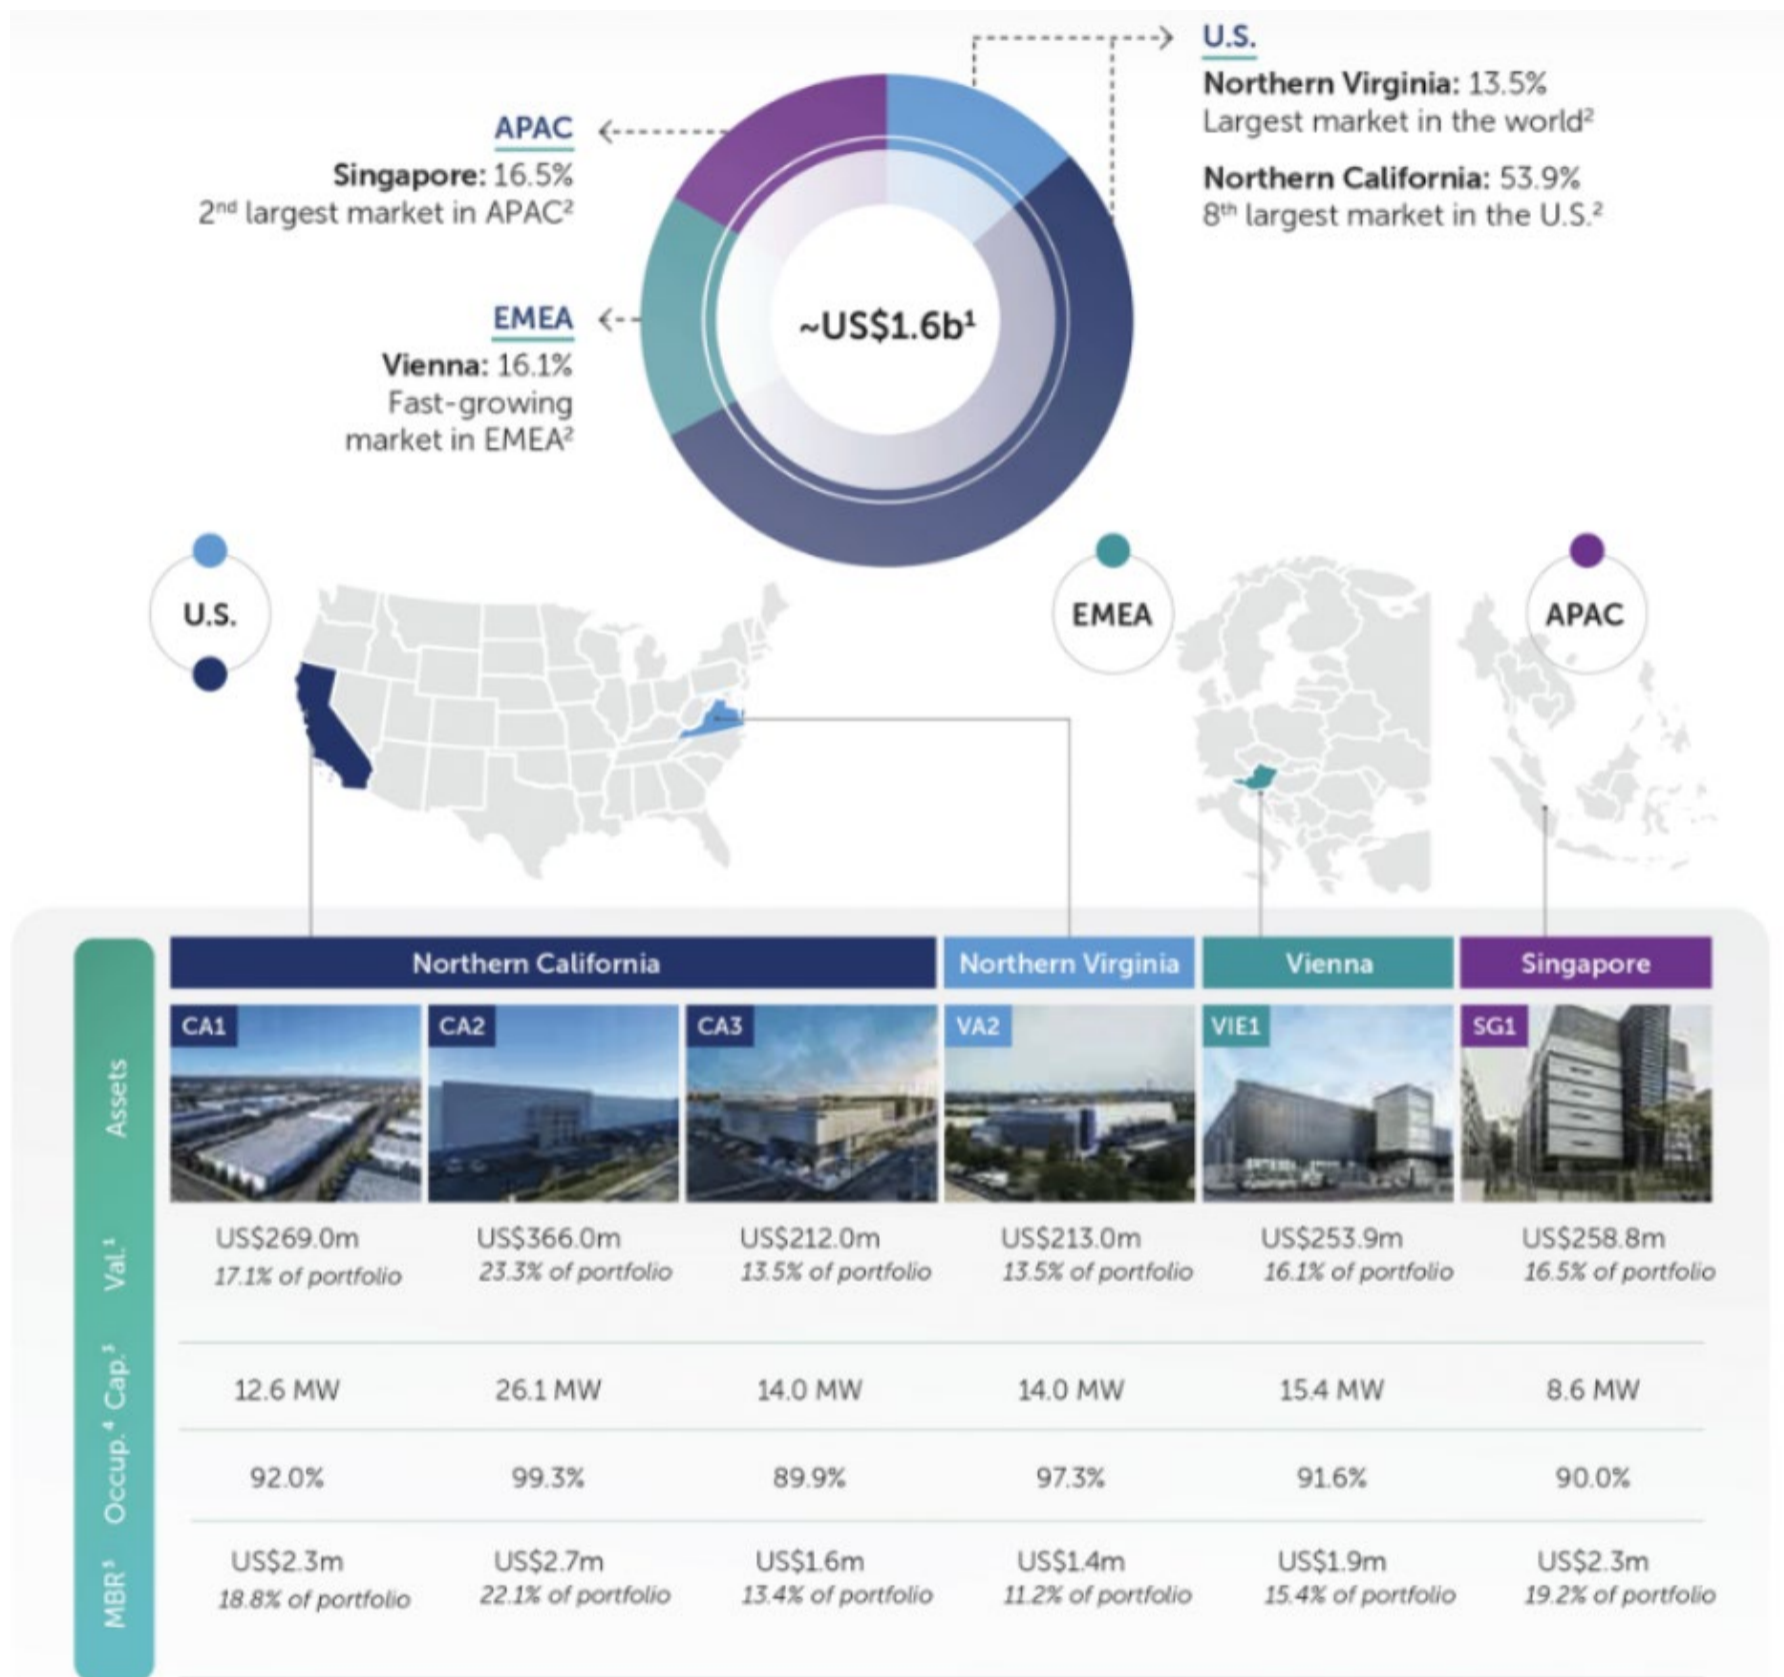 U.S.
Northern Virginia: 13.5%
Largest market in the world²
Northern California: 53.9%
8th largest market in the U.S.²
APAC
Singapore: 16.5%
2nd largest market in APAC²
EMEA
Vienna: 16.1%
Fast-growing
market in EMEA²
~US$1.6b¹
U.S.
EMEA
APAC
Northern California
Northern Virginia
Vienna
Singapore
Assets
CA1
CA2
CA3
VA2
VIE1
SG1
Val.¹
US$269.0m
17.1% of portfolio
US$366.0m
23.3% of portfolio
US$212.0m
13.5% of portfolio
US$213.0m
13.5% of portfolio
US$253.9m
16.1% of portfolio
US$258.8m
16.5% of portfolio
Cap.³
12.6 MW
26.1 MW
14.0 MW
14.0 MW
15.4 MW
8.6 MW
Occup.⁴
92.0%
99.3%
89.9%
97.3%
91.6%
90.0%
MBR⁵
US$2.3m
18.8% of portfolio
US$2.7m
22.1% of portfolio
US$1.6m
13.4% of portfolio
US$1.4m
11.2% of portfolio
US$1.9m
15.4% of portfolio
US$2.3m
19.2% of portfolio